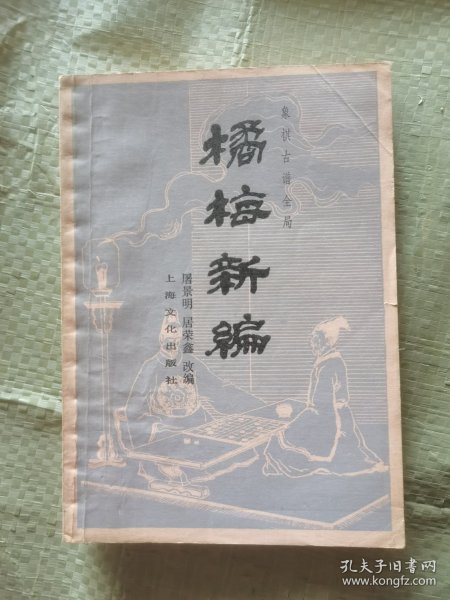 象棋古谱全局
橘梅新编
屠景明 居荣鑫 改编
上海文化出版社
孔夫子旧书网
www.kongfz.com